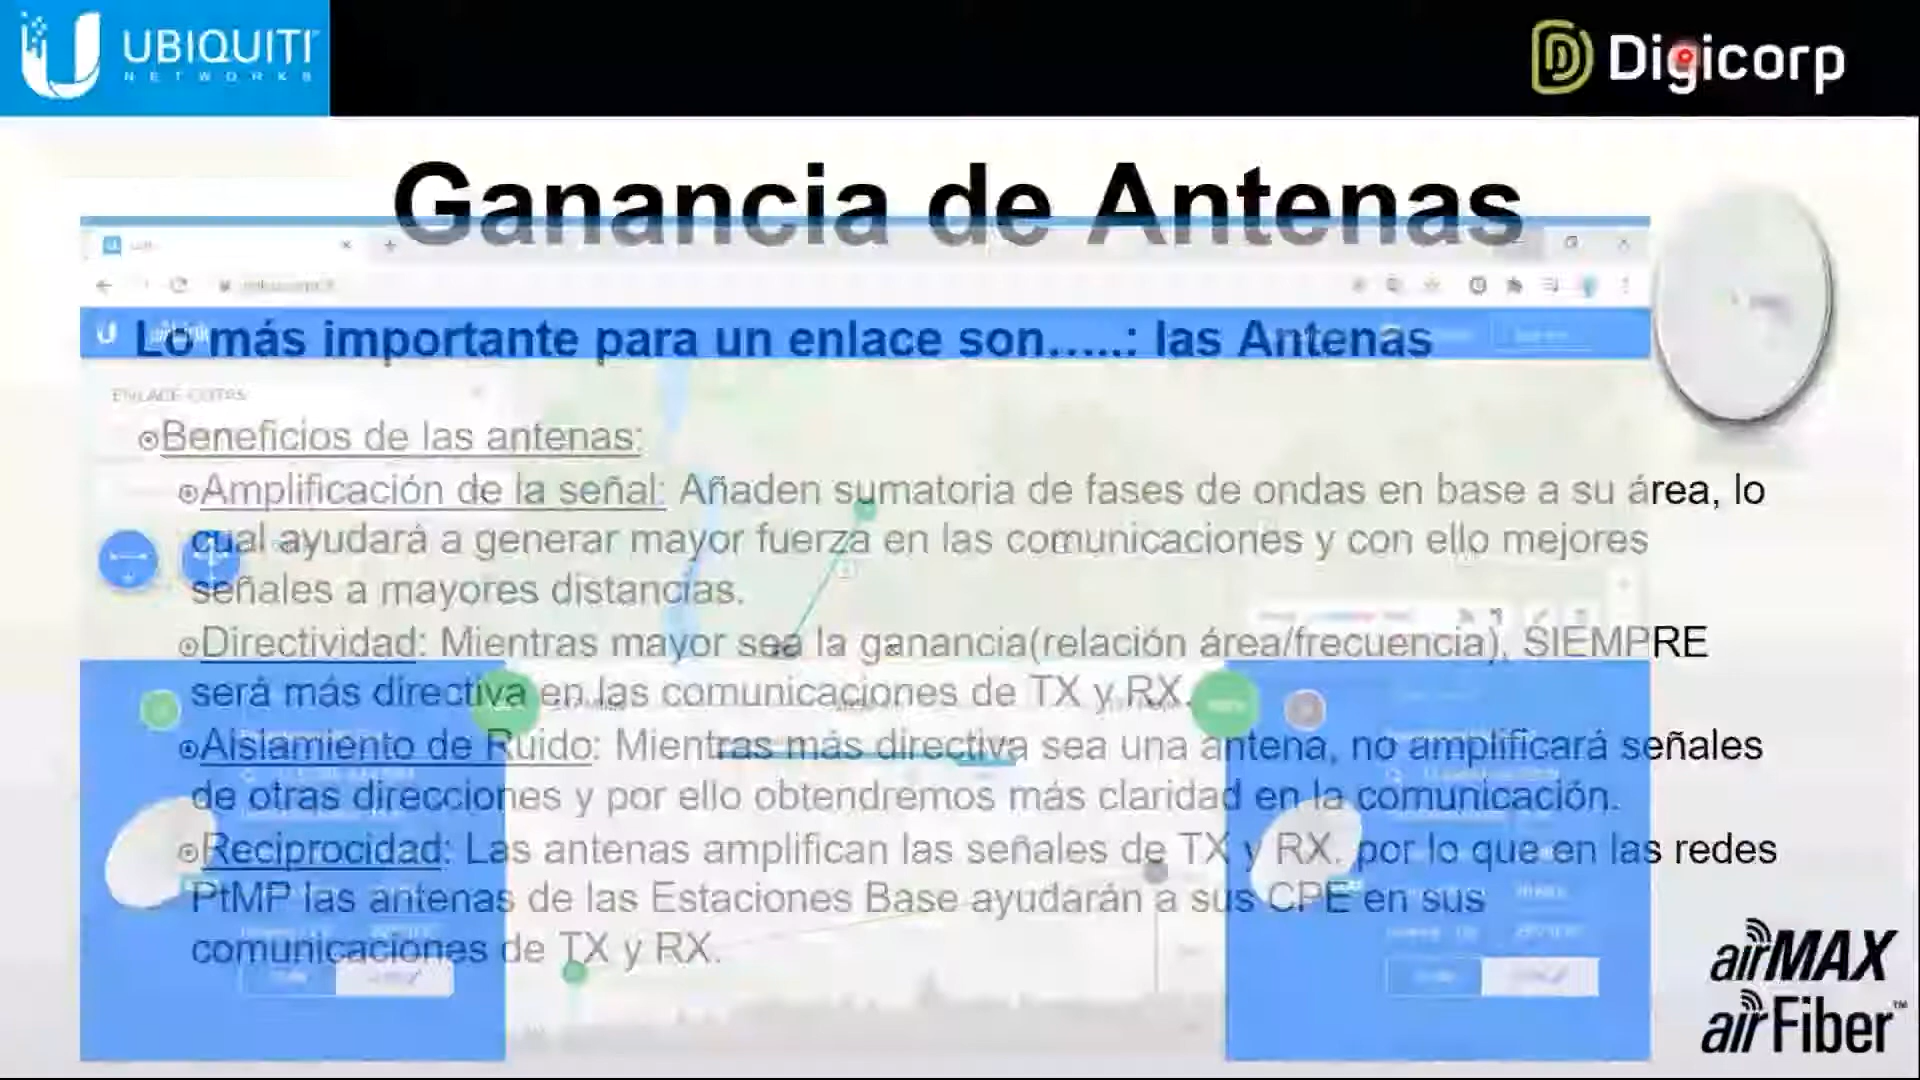 UBIQUITI
NETWORKS
Digicorp
Ganancia de Antenas
Lo más importante para un enlace son…..: las Antenas
Beneficios de las antenas:
Amplificación de la señal: Añaden sumatoria de fases de ondas en base a su área, lo
cual ayudará a generar mayor fuerza en las comunicaciones y con ello mejores
señales a mayores distancias.
Directividad: Mientras mayor sea la ganancia(relación área/frecuencia), SIEMPRE
será más directiva en las comunicaciones de TX y RX.
Aislamiento de Ruido: Mientras más directiva sea una antena, no amplificará señales
de otras direcciones y por ello obtendremos más claridad en la comunicación.
Reciprocidad: Las antenas amplifican las señales de TX y RX, por lo que en las redes
PtMP las antenas de las Estaciones Base ayudarán a sus CPE en sus
comunicaciones de TX y RX.
airMAX
airFiber™